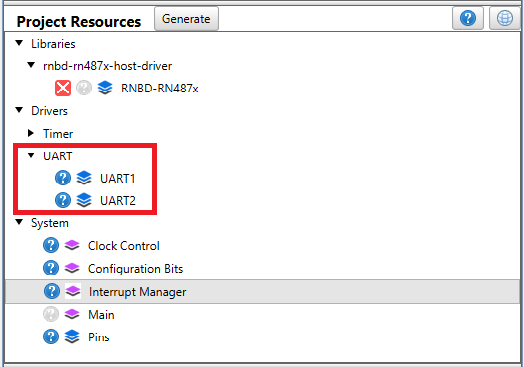 Project Resources Generate
Libraries
rnbd-rn487x-host-driver
RNBD-RN487x
Drivers
Timer
UART
UART1
UART2
System
Clock Control
Configuration Bits
Interrupt Manager
Main
Pins